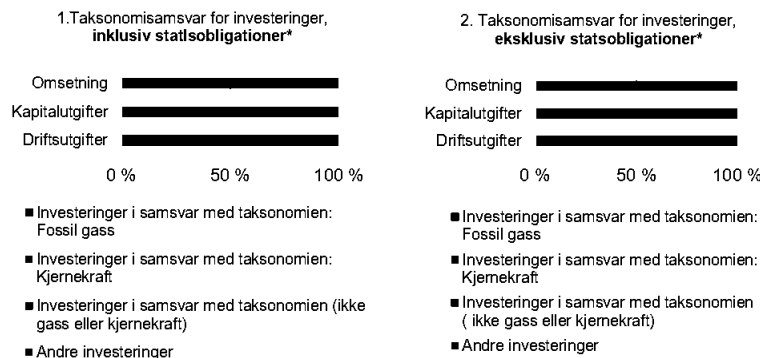 1.Taksonomisamsvar for investeringer,
inklusiv statlsobligationer*
Omsetning
Kapitalutgifter
Driftsutgifter
0 % 50 % 100 %
Investeringer i samsvar med taksonomien:
Fossil gass
Investeringer i samsvar med taksonomien:
Kjernekraft
Investeringer i samsvar med taksonomien (ikke
gass eller kjernekraft)
Andre investeringer
2. Taksonomisamsvar for investeringer,
eksklusiv statsobligationer*
Omsetning
Kapitalutgifter
Driftsutgifter
0 % 50 % 100 %
Investeringer i samsvar med taksonomien:
Fossil gass
Investeringer i samsvar med taksonomien:
Kjernekraft
Investeringer i samsvar med taksonomien
( ikke gass eller kjernekraft)
Andre investeringer